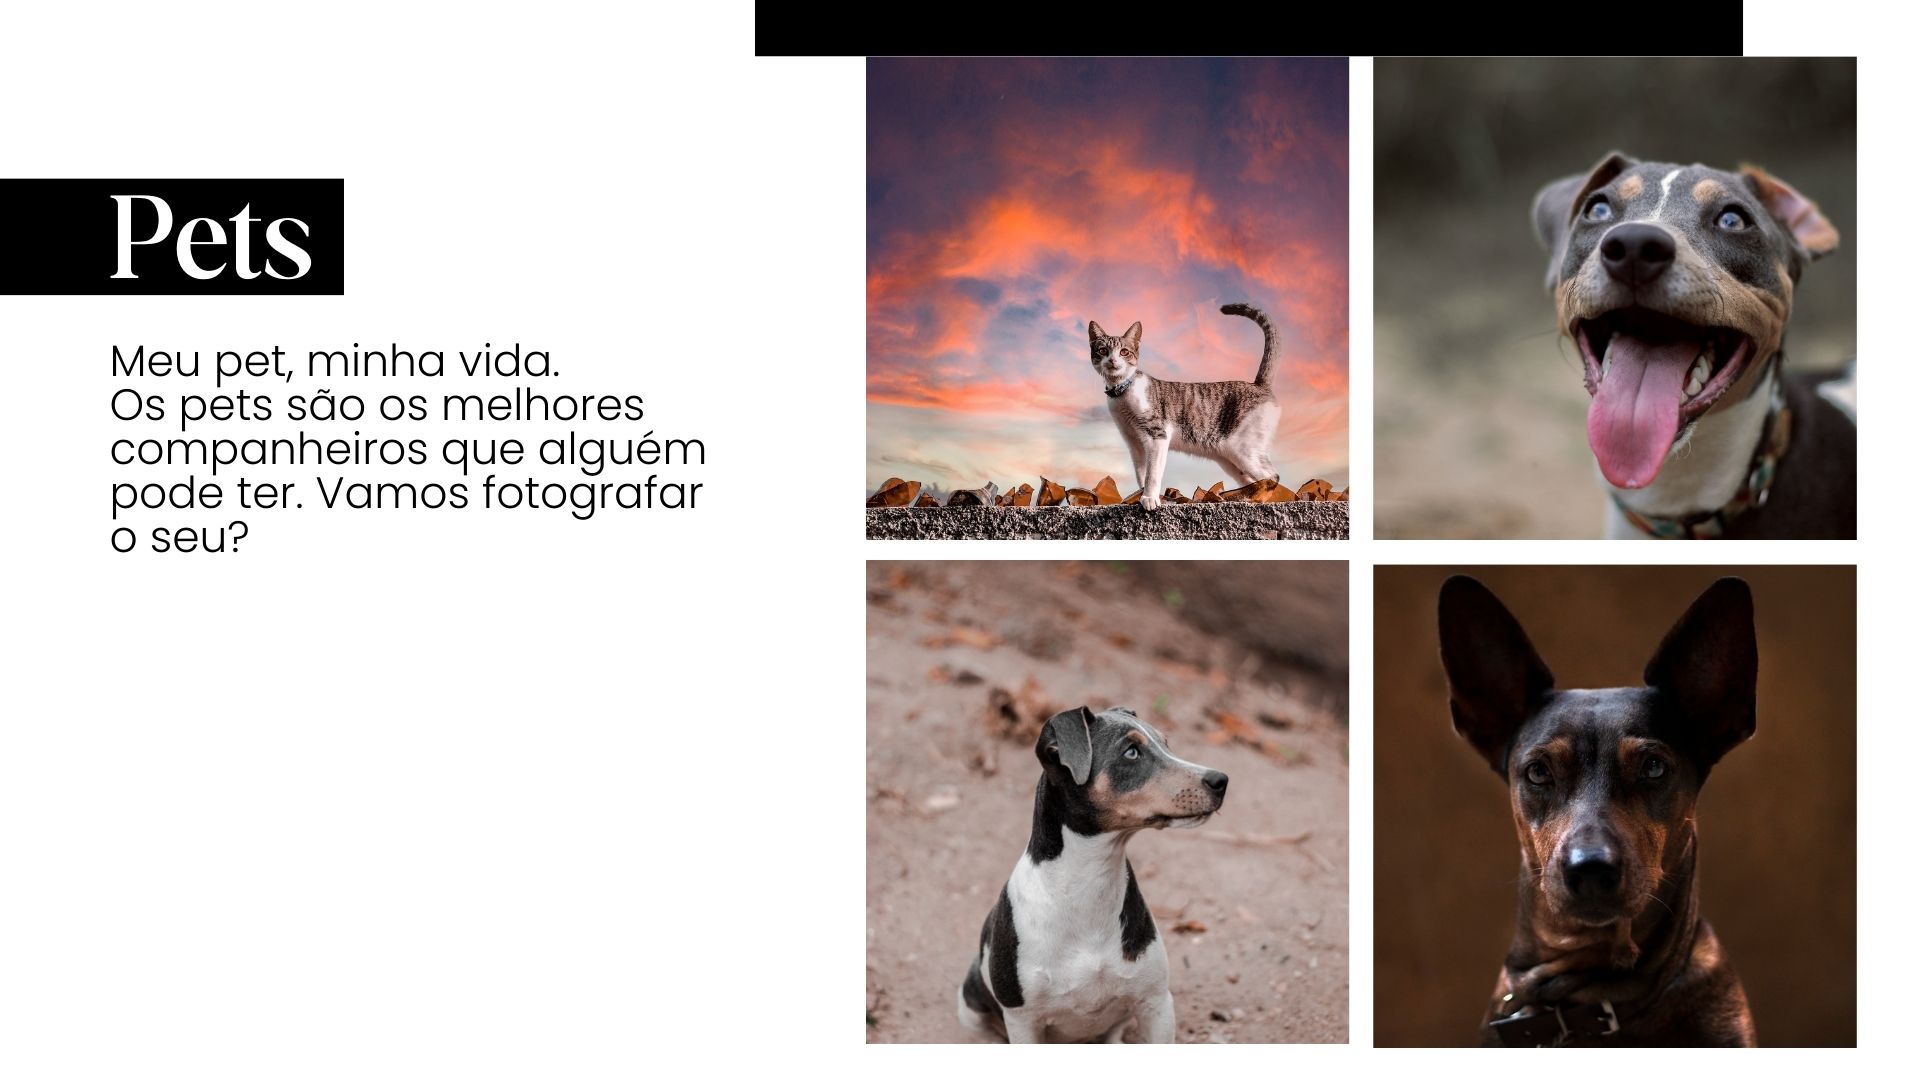 Pets
Meu pet, minha vida.
Os pets são os melhores
companheiros que alguém
pode ter. Vamos fotografar
o seu?